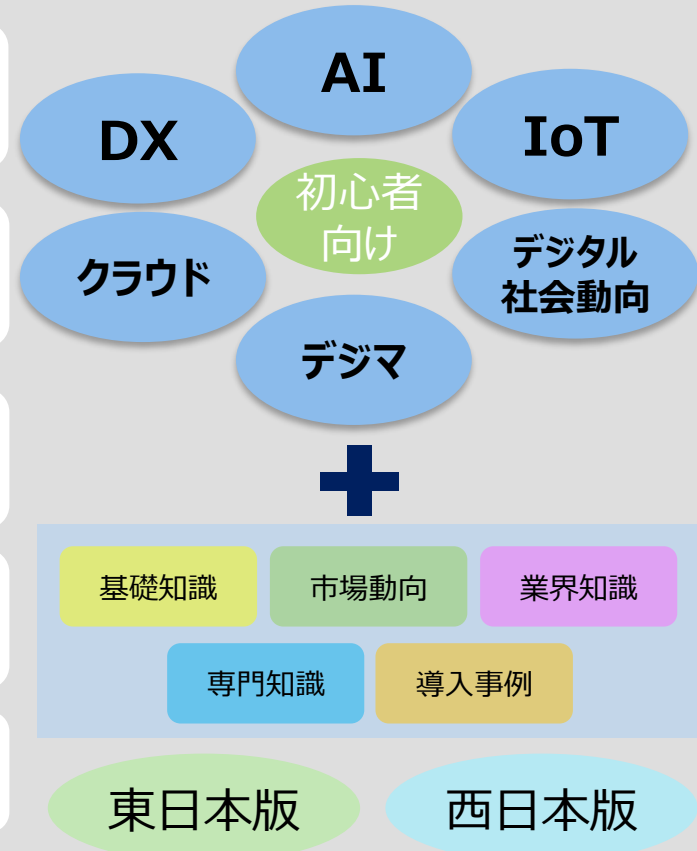 AI
DX
IoT
初心者
向け
クラウド
デジタル
社会動向
デジマ
基礎知識
市場動向
業界知識
専門知識
導入事例
東日本版
西日本版